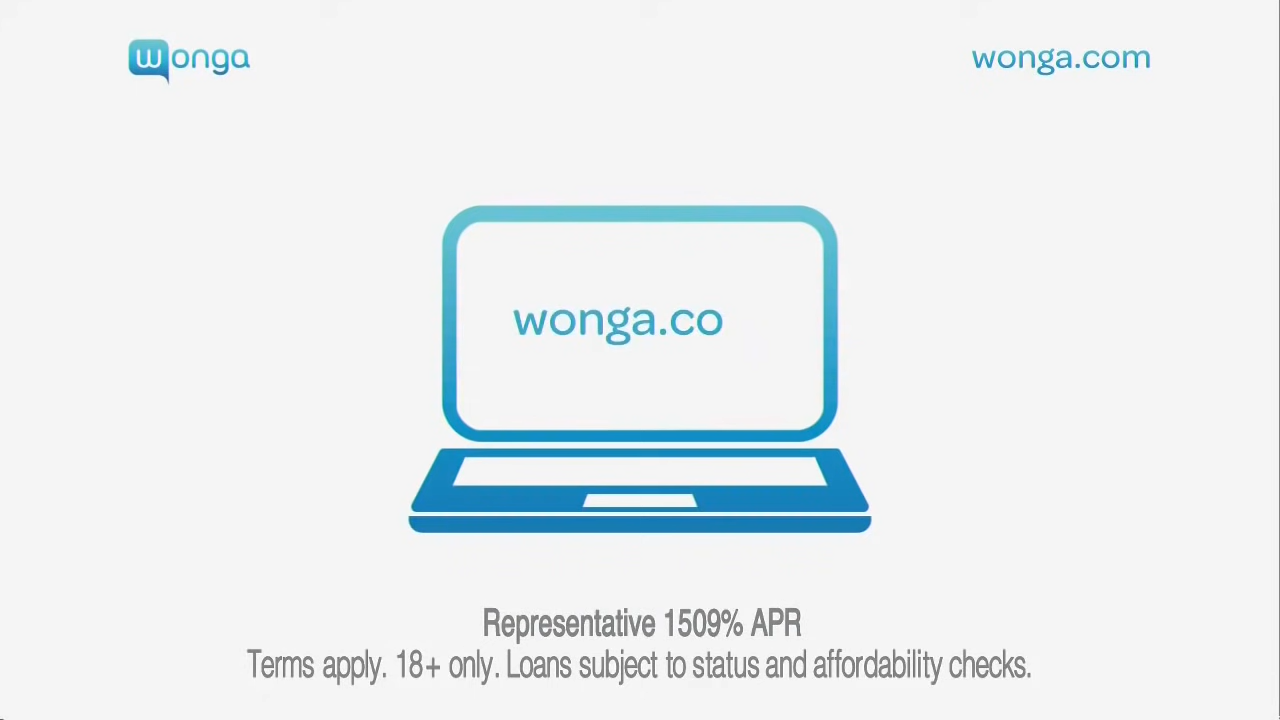 wonga
wonga.com
wonga.co
Representative 1509% APR
Terms apply. 18+ only. Loans subject to status and affordability checks.